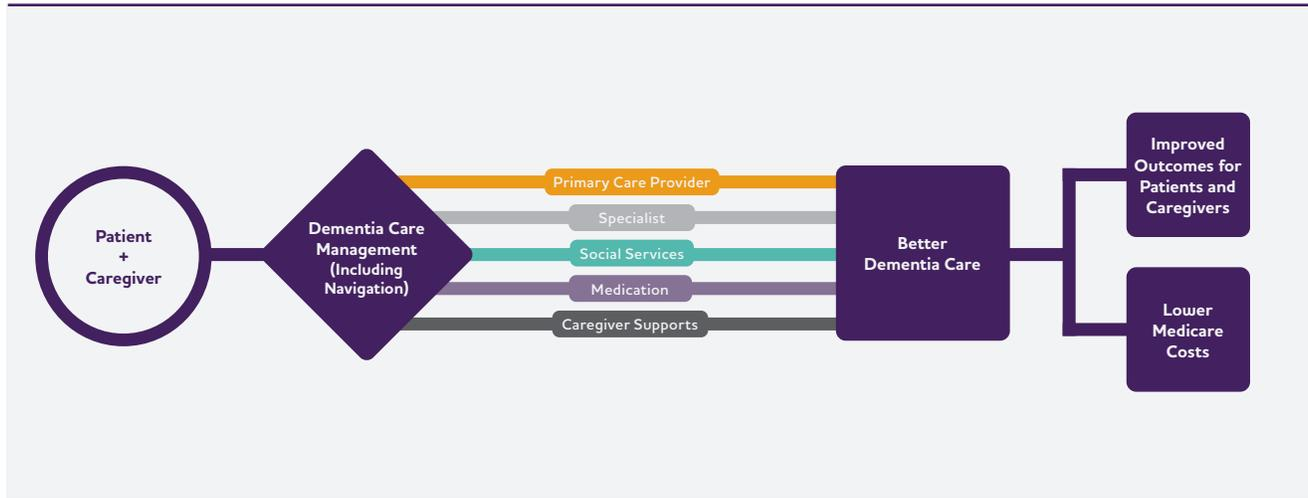 Patient
+
Caregiver
Dementia Care
Management
(Including
Navigation)
Primary Care Provider
Specialist
Social Services
Medication
Caregiver Supports
Better
Dementia Care
Improved
Outcomes for
Patients and
Caregivers
Lower
Medicare
Costs